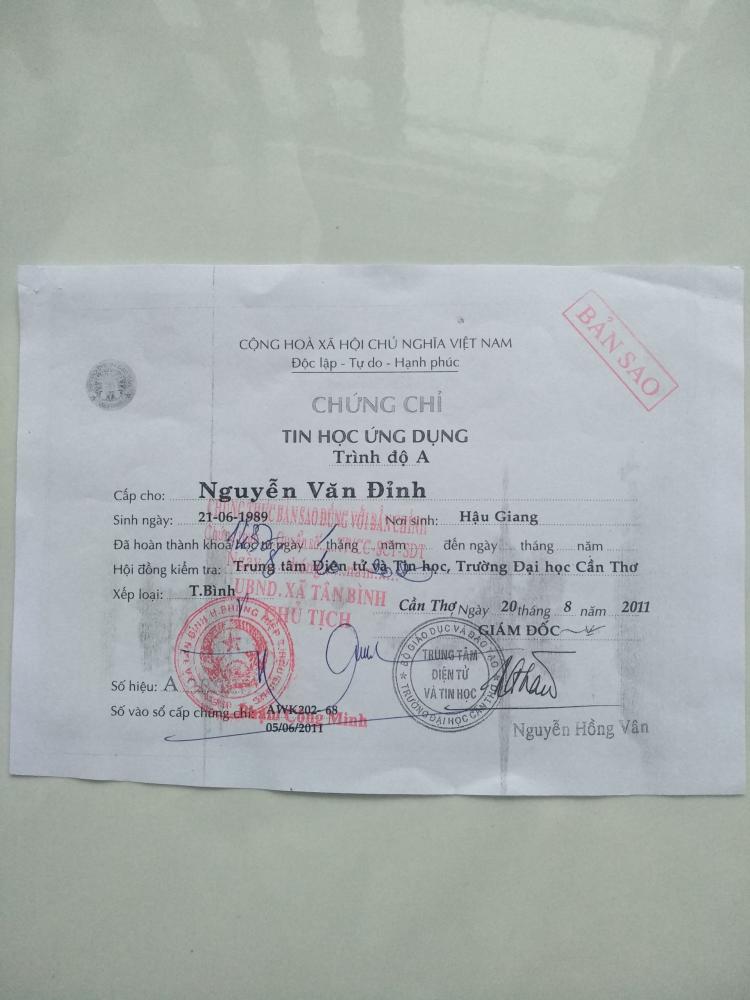 BẢN SAO
CỘNG HOÀ XÃ HỘI CHỦ NGHĨA VIỆT NAM
Độc lập - Tự do - Hạnh phúc
CHỨNG CHỈ
TIN HỌC ỨNG DỤNG
Trình độ A
Cấp cho: Nguyễn Văn Đỉnh
CHỨNG THỰC BẢN SAO ĐÚNG VỚI BẢN CHÍNH
Sinh ngày: 21-06-1989 Nơi sinh: Hậu Giang
Đã hoàn thành khoá học từ ngày tháng năm đến ngày tháng năm
Hội đồng kiểm tra: Trung tâm Điện tử và Tin học, Trường Đại học Cần Thơ
Xếp loại: T.Bình
UBND. XÃ TÂN BÌNH
CHỦ TỊCH
Cần Thơ Ngày 20 tháng 8 năm 2011
GIÁM ĐỐC
BỘ GIÁO DỤC VÀ ĐÀO TẠO
TRUNG TÂM
ĐIỆN TỬ
VÀ TIN HỌC
TRƯỜNG ĐẠI HỌC CẦN THƠ
Số hiệu: A
Số vào sổ cấp chứng chỉ: AWK202- 68
05/06/2011
Phạm Công Minh
Nguyễn Hồng Vân